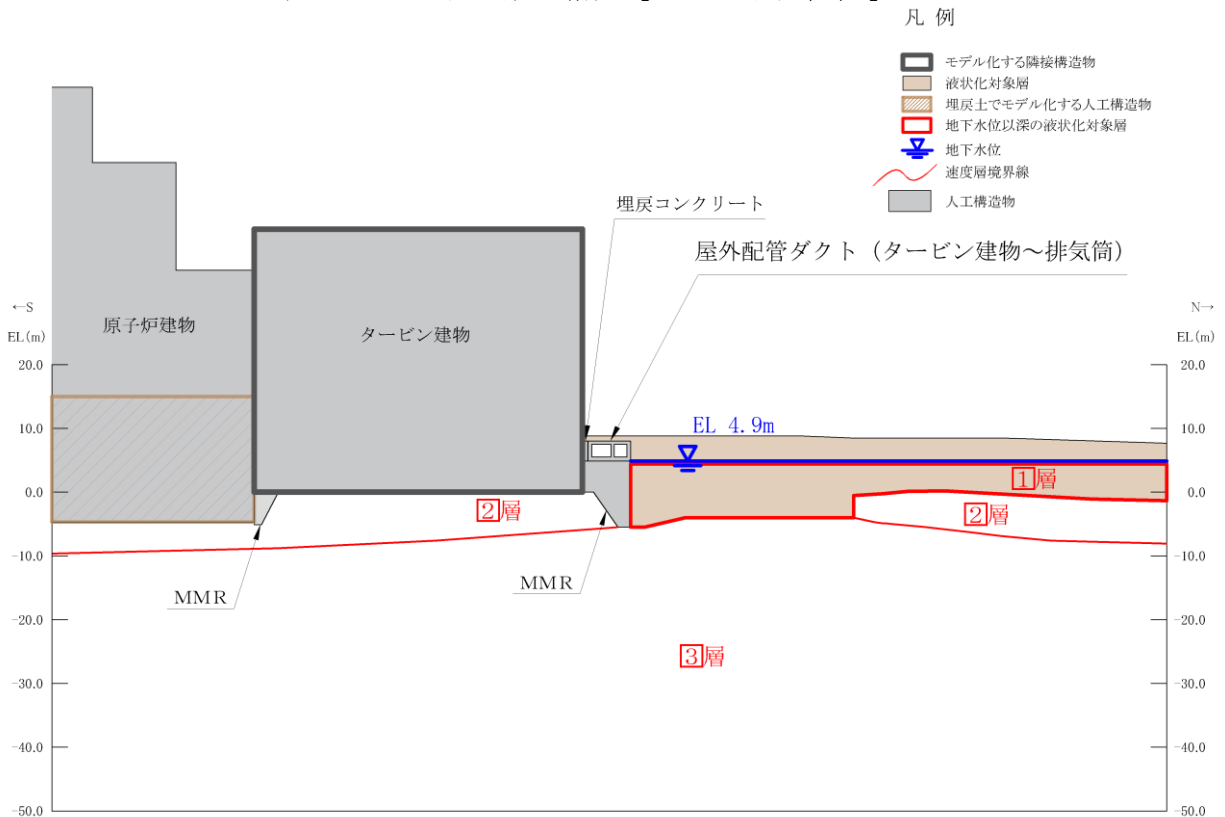 凡 例
モデル化する隣接構造物
液状化対象層
埋戻土でモデル化する人工構造物
地下水位以深の液状化対象層
地下水位
速度層境界線
人工構造物
埋戻コンクリート
屋外配管ダクト（タービン建物～排気筒）
←S
EL(m)
N→
EL(m)
原子炉建物
タービン建物
20.0
20.0
10.0
EL 4.9m
10.0
1層
0.0
2層
2層
0.0
-10.0
-10.0
MMR
MMR
-20.0
-20.0
3層
-30.0
-30.0
-40.0
-40.0
-50.0
-50.0